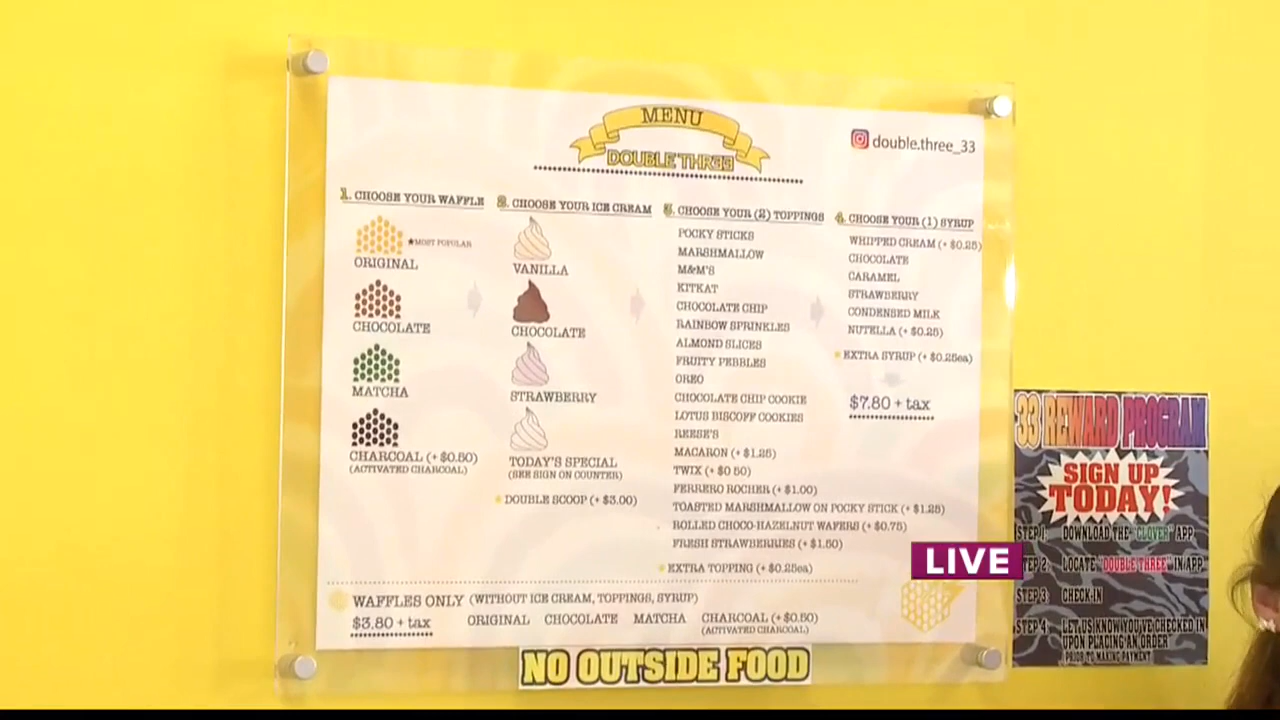 MENU
DOUBLE THREE
double.three_33
1. CHOOSE YOUR WAFFLE
★MOST POPULAR
ORIGINAL
CHOCOLATE
MATCHA
CHARCOAL (+ $0.50)
(ACTIVATED CHARCOAL)
2. CHOOSE YOUR ICE CREAM
VANILLA
CHOCOLATE
STRAWBERRY
TODAY'S SPECIAL
(SEE SIGN ON COUNTER)
DOUBLE SCOOP (+ $3.00)
3. CHOOSE YOUR (2) TOPPINGS
POCKY STICKS
MARSHMALLOW
M&M'S
KITKAT
CHOCOLATE CHIP
RAINBOW SPRINKLES
ALMOND SLICES
FRUITY PEBBLES
OREO
CHOCOLATE CHIP COOKIE
LOTUS BISCOFF COOKIES
REESE'S
MACARON (+ $1.25)
TWIX (+ $0.50)
FERRERO ROCHER (+ $1.00)
TOASTED MARSHMALLOW ON POCKY STICK (+ $1.25)
ROLLED CHOCO-HAZELNUT WAFERS (+ $0.75)
FRESH STRAWBERRIES (+ $1.50)
EXTRA TOPPING (+ $0.25ea)
4. CHOOSE YOUR (1) SYRUP
WHIPPED CREAM (+ $0.25)
CHOCOLATE
CARAMEL
STRAWBERRY
CONDENSED MILK
NUTELLA (+ $0.25)
EXTRA SYRUP (+ $0.25ea)
$7.80 + tax
WAFFLES ONLY (WITHOUT ICE CREAM, TOPPINGS, SYRUP)
$3.80 + tax ORIGINAL CHOCOLATE MATCHA CHARCOAL (+ $0.50)
(ACTIVATED CHARCOAL)
NO OUTSIDE FOOD
LIVE
33 REWARD PROGRAM
SIGN UP
TODAY!
STEP 1: DOWNLOAD THE "CLOVER" APP
STEP 2: LOCATE "DOUBLE THREE" IN APP
STEP 3: CHECK-IN
STEP 4: LET US KNOW YOU'VE CHECKED IN
UPON PLACING AN ORDER
PRIOR TO MAKING PAYMENT